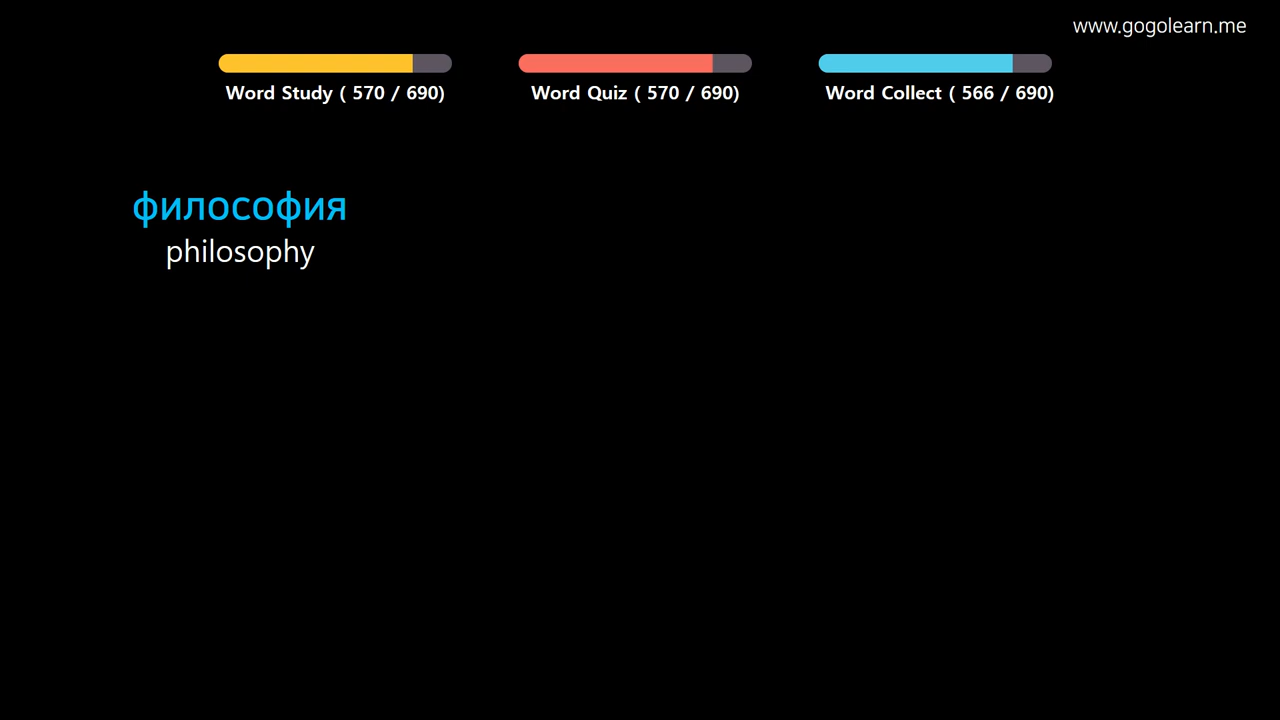 www.gogolearn.me
Word Study ( 570 / 690)
Word Quiz ( 570 / 690)
Word Collect ( 566 / 690)
философия
philosophy